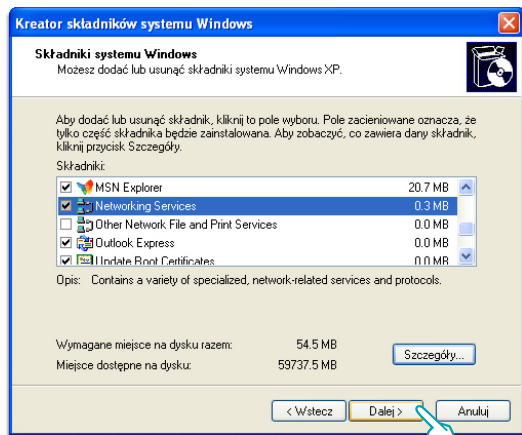 Kreator składników systemu Windows
Składniki systemu Windows
Możesz dodać lub usunąć składniki systemu Windows XP.
Aby dodać lub usunąć składnik, kliknij to pole wyboru. Pole zacieniowane oznacza, że
tylko część składnika będzie zainstalowana. Aby zobaczyć, co zawiera dany składnik,
kliknij przycisk Szczegóły.
Składniki:
MSN Explorer 20.7 MB
Networking Services 0.3 MB
Other Network File and Print Services 0.0 MB
Outlook Express 0.0 MB
Update Root Certificates 0.0 MB
Opis: Contains a variety of specialized, network-related services and protocols.
Wymagane miejsce na dysku razem: 54.5 MB
Miejsce dostępne na dysku: 59737.5 MB
Szczegóły...
< Wstecz Dalej > Anuluj